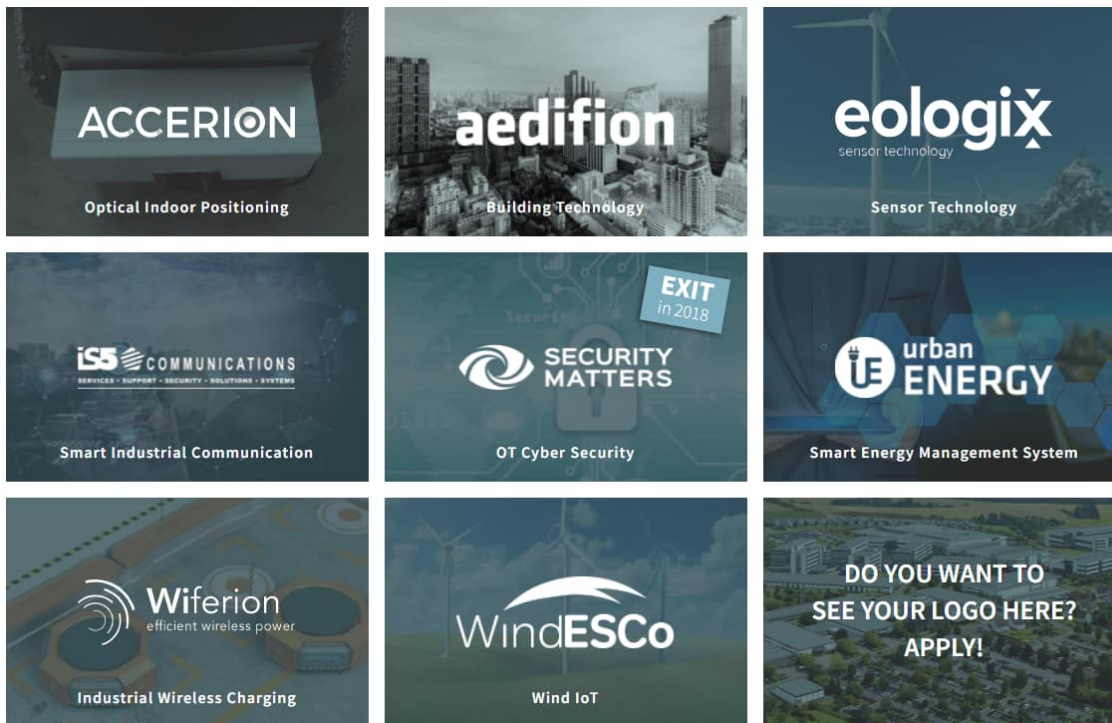 ACCERION
Optical Indoor Positioning
aedifion
Building Technology
eologix
sensor technology
Sensor Technology
iS5 COMMUNICATIONS
SERVICES • SUPPORT • SECURITY • SOLUTIONS • SYSTEMS
Smart Industrial Communication
EXIT
in 2018
Security
SECURITY
MATTERS
OT Cyber Security
UE
urban
ENERGY
Smart Energy Management System
Wiferion
efficient wireless power
Industrial Wireless Charging
WindESCo
Wind IoT
DO YOU WANT TO
SEE YOUR LOGO HERE?
APPLY!